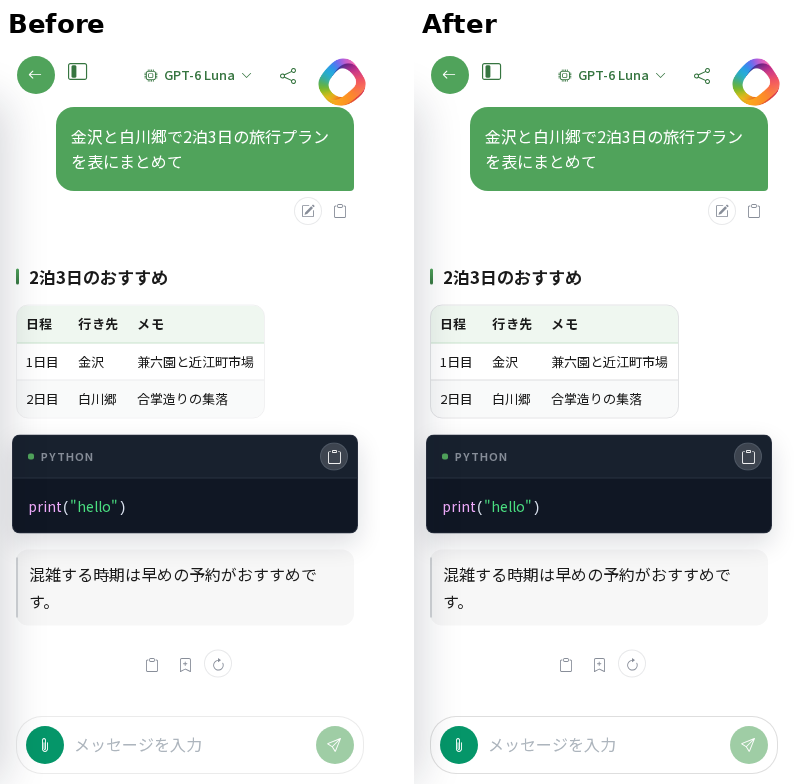 Before
GPT-6 Luna
金沢と白川郷で2泊3日の旅行プラン
を表にまとめて
2泊3日のおすすめ
日程 行き先 メモ
1日目 金沢 兼六園と近江町市場
2日目 白川郷 合掌造りの集落
PYTHON
print("hello")
混雑する時期は早めの予約がおすすめで
す。
メッセージを入力
After
GPT-6 Luna
金沢と白川郷で2泊3日の旅行プラン
を表にまとめて
2泊3日のおすすめ
日程 行き先 メモ
1日目 金沢 兼六園と近江町市場
2日目 白川郷 合掌造りの集落
PYTHON
print("hello")
混雑する時期は早めの予約がおすすめで
す。
メッセージを入力